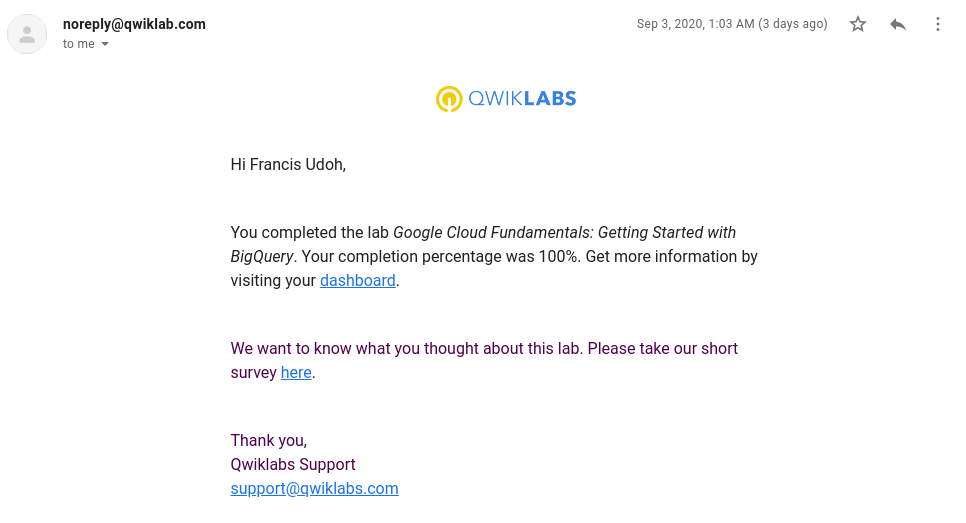 noreply@qwiklab.com
Sep 3, 2020, 1:03 AM (3 days ago)
to me
QWIKLABS
Hi Francis Udoh,
You completed the lab Google Cloud Fundamentals: Getting Started with
BigQuery. Your completion percentage was 100%. Get more information by
visiting your dashboard.
We want to know what you thought about this lab. Please take our short
survey here.
Thank you,
Qwiklabs Support
support@qwiklabs.com